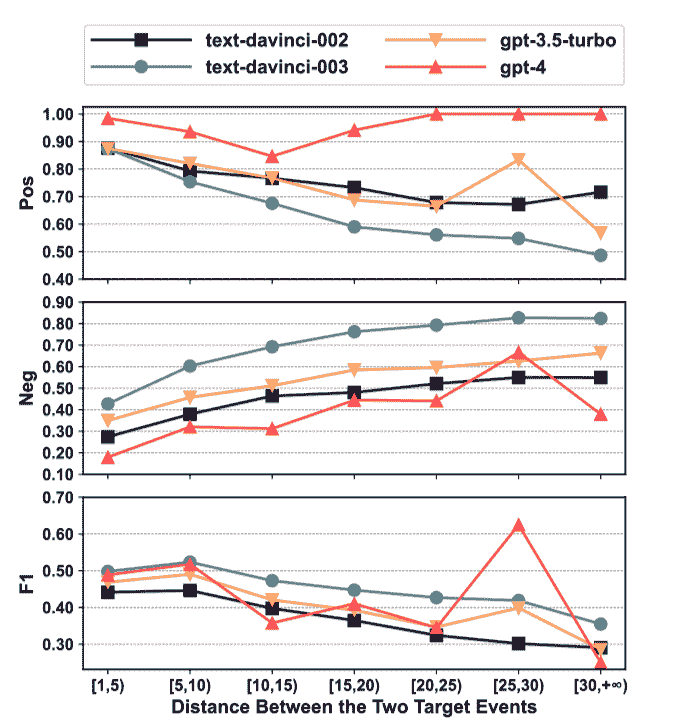 text-davinci-002
gpt-3.5-turbo
text-davinci-003
gpt-4
Pos
1.00
0.90
0.80
0.70
0.60
0.50
0.40
Neg
0.90
0.80
0.70
0.60
0.50
0.40
0.30
0.20
0.10
F1
0.70
0.60
0.50
0.40
0.30
[1,5) [5,10) [10,15) [15,20) [20,25) [25,30) [30,+∞)
Distance Between the Two Target Events